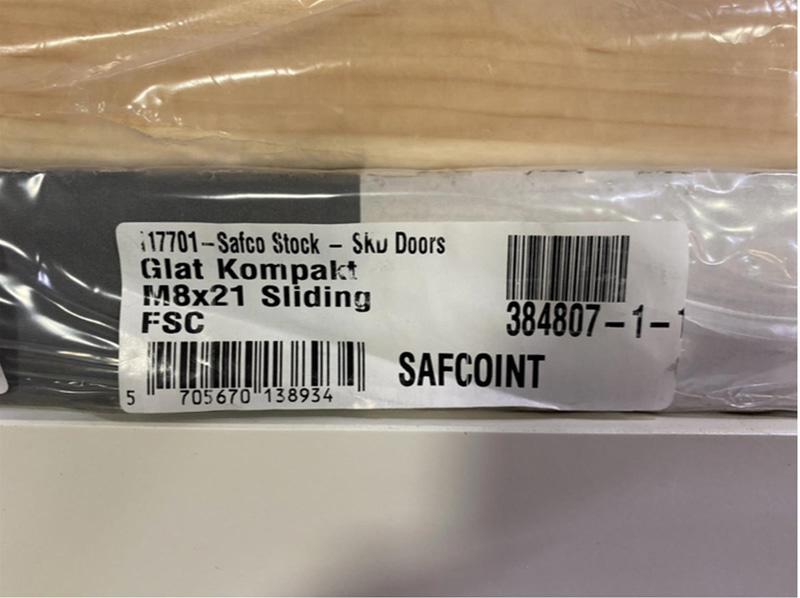 117701-Safco Stock - SKD Doors
Glat Kompakt
M8x21 Sliding
FSC
384807-1-1
SAFCOINT
5 705670 138934